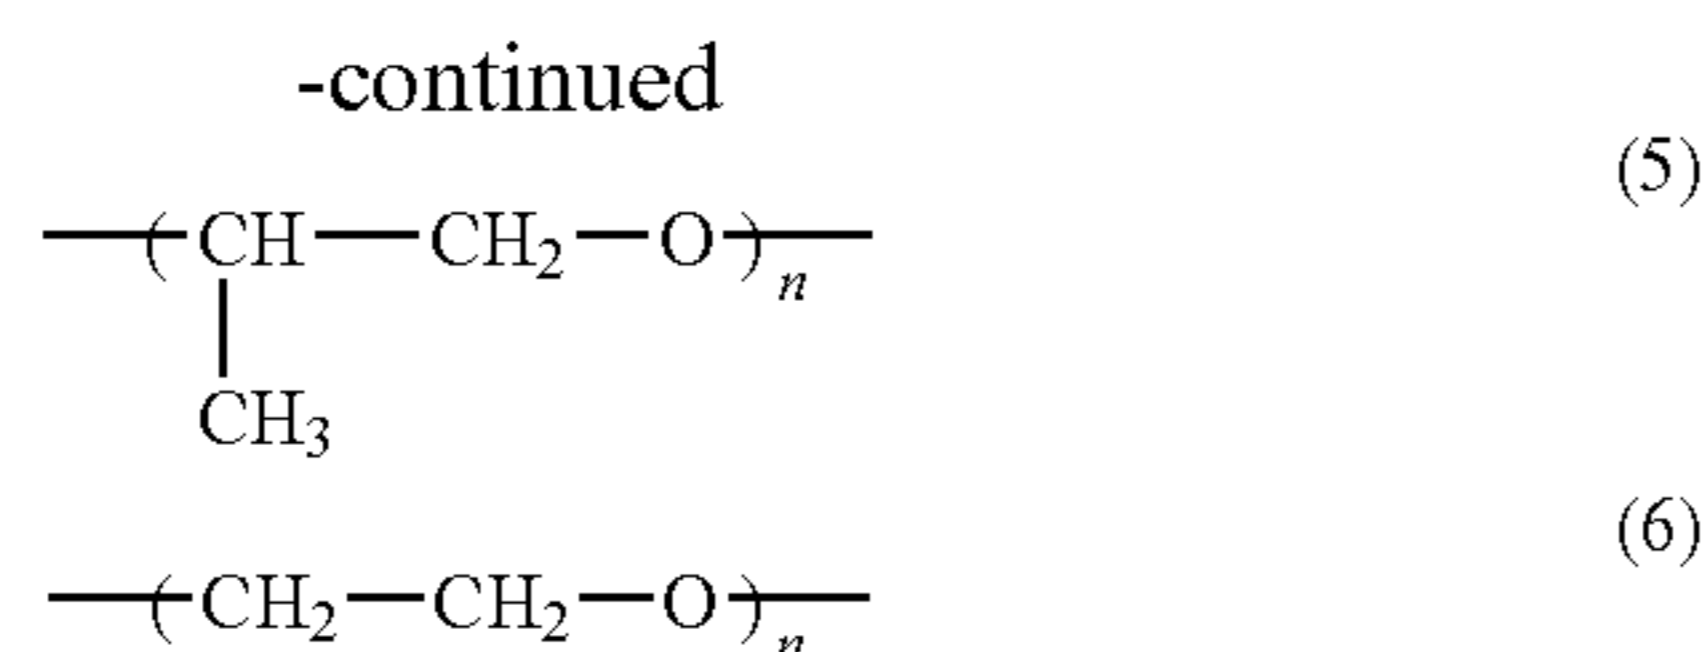 -continued
(5)
—( CH—CH₂—O )—n
|
CH₃
(6)
—( CH₂—CH₂—O )—n